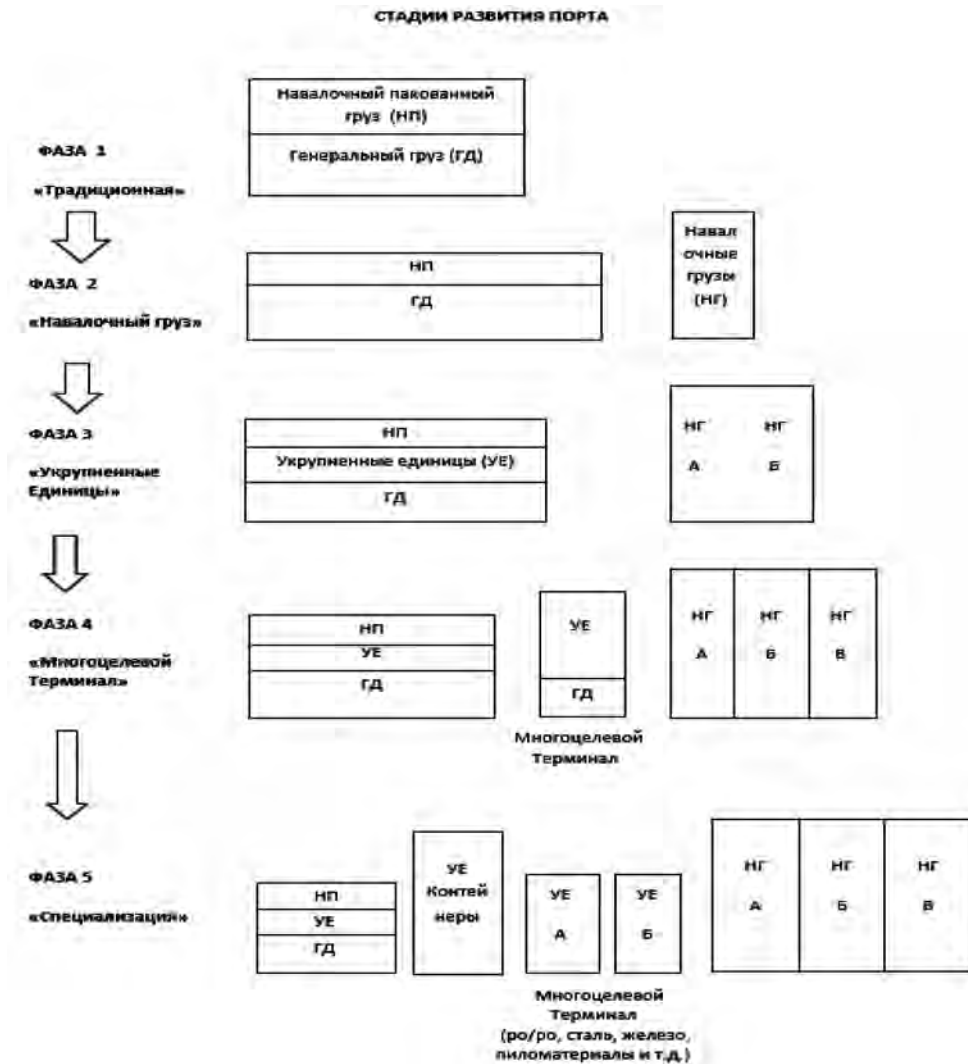 СТАДИИ РАЗВИТИЯ ПОРТА
Навалочный пакованный
груз (НП)
Генеральный груз (ГД)
ФАЗА 1
«Традиционная»
Навал
очные
грузы
(НГ)
НП
ГД
ФАЗА 2
«Навалочный груз»
НП
Укрупненные единицы (УЕ)
ГД
НГ НГ
А Б
ФАЗА 3
«Укрупненные
Единицы»
НП
УЕ
ГД
УЕ
ГД
Многоцелевой
Терминал
НГ НГ НГ
А Б В
ФАЗА 4
«Многоцелевой
Терминал»
ФАЗА 5
«Специализация»
НП
УЕ
ГД
УЕ
Контей
неры
УЕ УЕ
А Б
НГ НГ НГ
А Б В
Многоцелевой
Терминал
(ро/ро, сталь, железо,
пиломатериалы и т.д.)